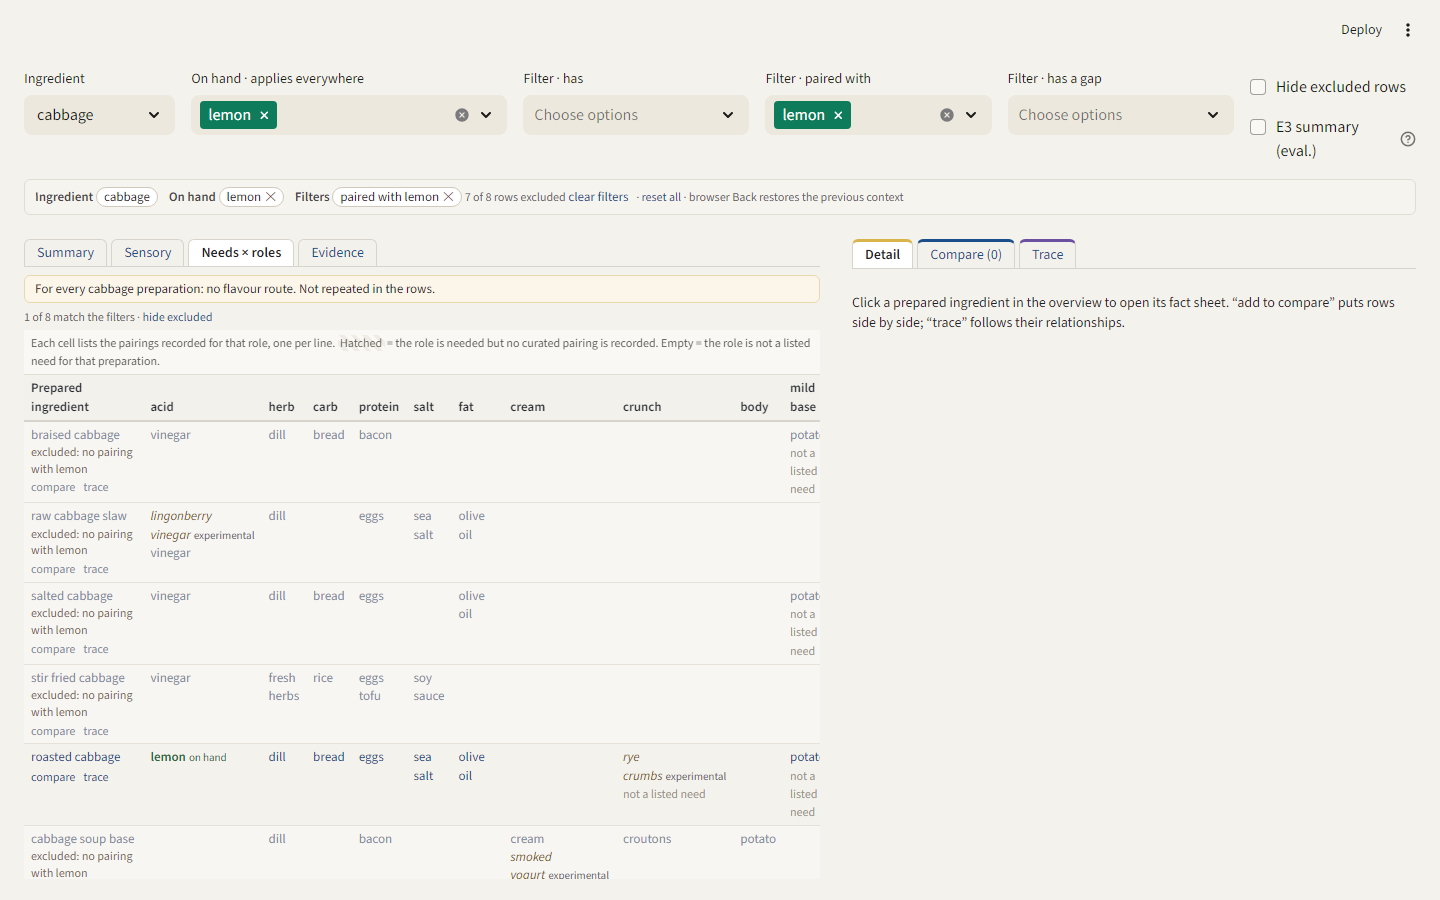 Deploy
Ingredient
On hand · applies everywhere
Filter · has
Filter · paired with
Filter · has a gap
cabbage
lemon ×
Choose options
lemon ×
Choose options
Hide excluded rows
E3 summary
(eval.)
Ingredient cabbage On hand lemon × Filters paired with lemon × 7 of 8 rows excluded clear filters · reset all · browser Back restores the previous context
Summary
Sensory
Needs × roles
Evidence
Detail
Compare (0)
Trace
For every cabbage preparation: no flavour route. Not repeated in the rows.
1 of 8 match the filters · hide excluded
Click a prepared ingredient in the overview to open its fact sheet. “add to compare” puts rows
side by side; “trace” follows their relationships.
Each cell lists the pairings recorded for that role, one per line. Hatched = the role is needed but no curated pairing is recorded. Empty = the role is not a listed
need for that preparation.
Prepared
ingredient
acid
herb
carb
protein
salt
fat
cream
crunch
body
mild
base
braised cabbage
excluded: no pairing
with lemon
compare trace
vinegar
dill
bread
bacon
potat
not a
listed
need
raw cabbage slaw
excluded: no pairing
with lemon
compare trace
lingonberry
vinegar experimental
vinegar
dill
eggs
sea
salt
olive
oil
salted cabbage
excluded: no pairing
with lemon
compare trace
vinegar
dill
bread
eggs
olive
oil
potat
not a
listed
need
stir fried cabbage
excluded: no pairing
with lemon
compare trace
vinegar
fresh
herbs
rice
eggs
tofu
soy
sauce
roasted cabbage
compare trace
lemon on hand
dill
bread
eggs
sea
salt
olive
oil
rye
crumbs experimental
not a listed need
potat
not a
listed
need
cabbage soup base
excluded: no pairing
with lemon
dill
bacon
cream
smoked
yogurt experimental
croutons
potato